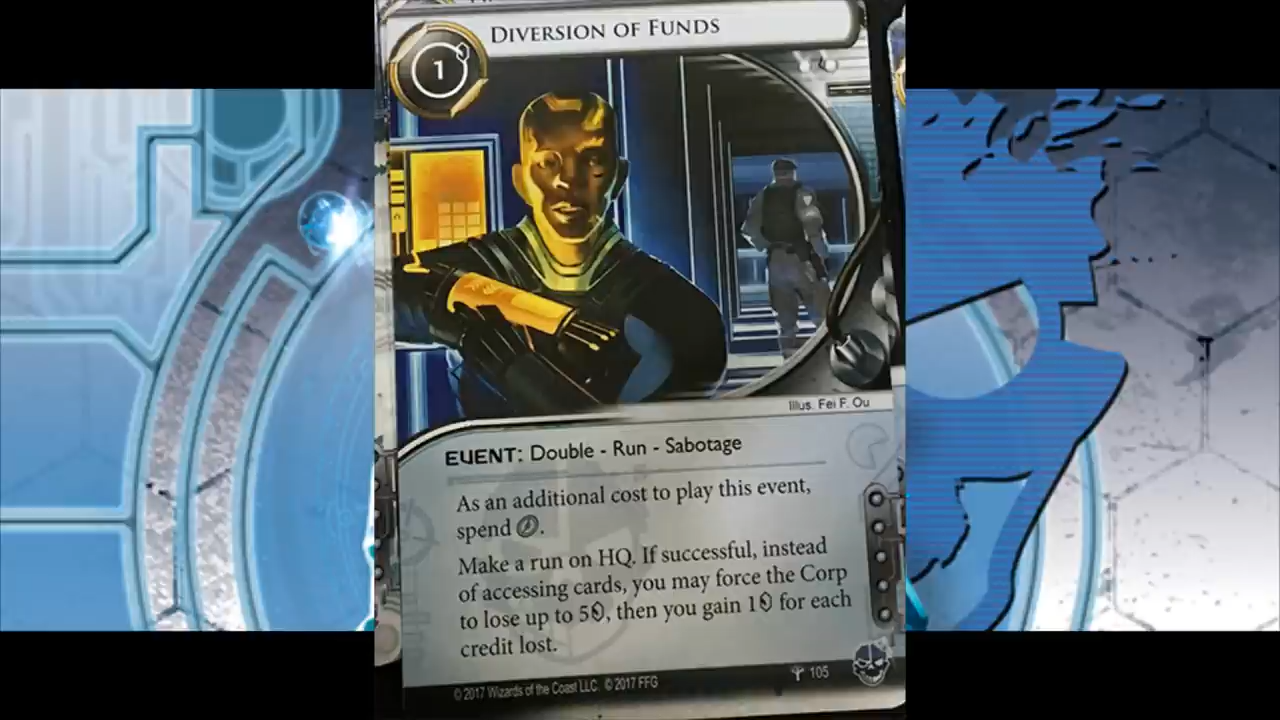 DIVERSION OF FUNDS
1
Illus. Fei F. Ou
EVENT: Double - Run - Sabotage
As an additional cost to play this event,
spend .
Make a run on HQ. If successful, instead
of accessing cards, you may force the Corp
to lose up to 5, then you gain 1 for each
credit lost.
© 2017 Wizards of the Coast LLC. © 2017 FFG
105